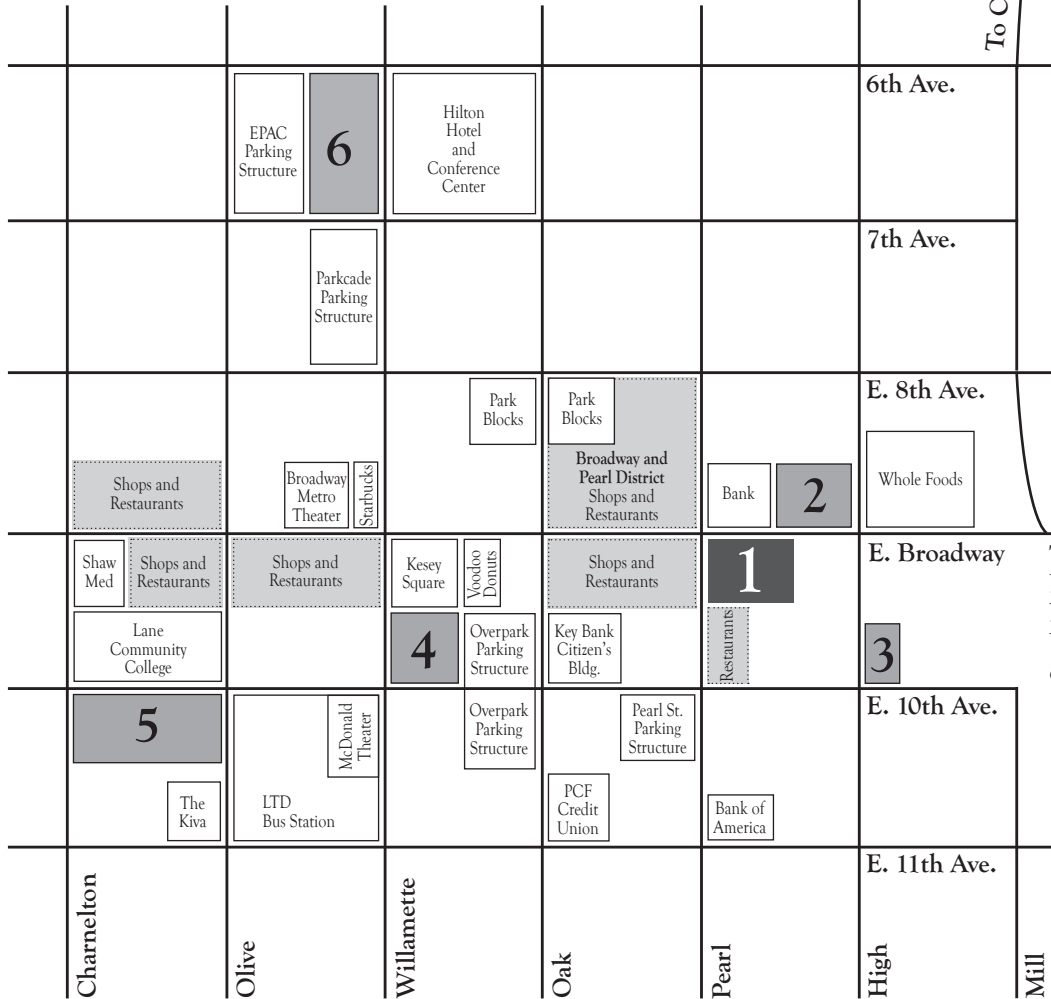 To C
6th Ave.
EPAC
Parking
Structure
6
Hilton
Hotel
and
Conference
Center
7th Ave.
Parkcade
Parking
Structure
E. 8th Ave.
Park
Blocks
Park
Blocks
Broadway and
Pearl District
Shops and
Restaurants
Shops and
Restaurants
Broadway
Metro
Theater
Starbucks
Bank
2
Whole Foods
E. Broadway
Shaw
Med
Shops and
Restaurants
Shops and
Restaurants
Kesey
Square
Voodoo
Donuts
Shops and
Restaurants
1
Lane
Community
College
4
Overpark
Parking
Structure
Key Bank
Citizen's
Bldg.
Restaurants
3
E. 10th Ave.
5
McDonald
Theater
Overpark
Parking
Structure
Pearl St.
Parking
Structure
The
Kiva
LTD
Bus Station
PCF
Credit
Union
Bank of
America
E. 11th Ave.
Charnelton
Olive
Willamette
Oak
Pearl
High
Mill